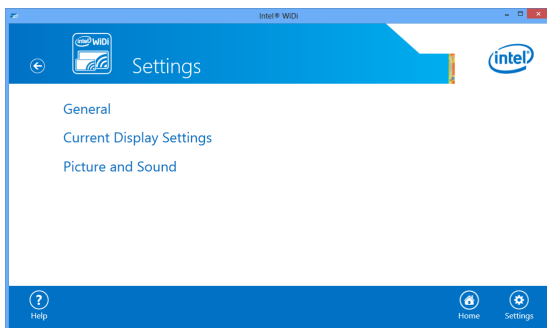 Intel® WiDi
intel WiDi
Settings
intel
General
Current Display Settings
Picture and Sound
?
Help
Home
Settings